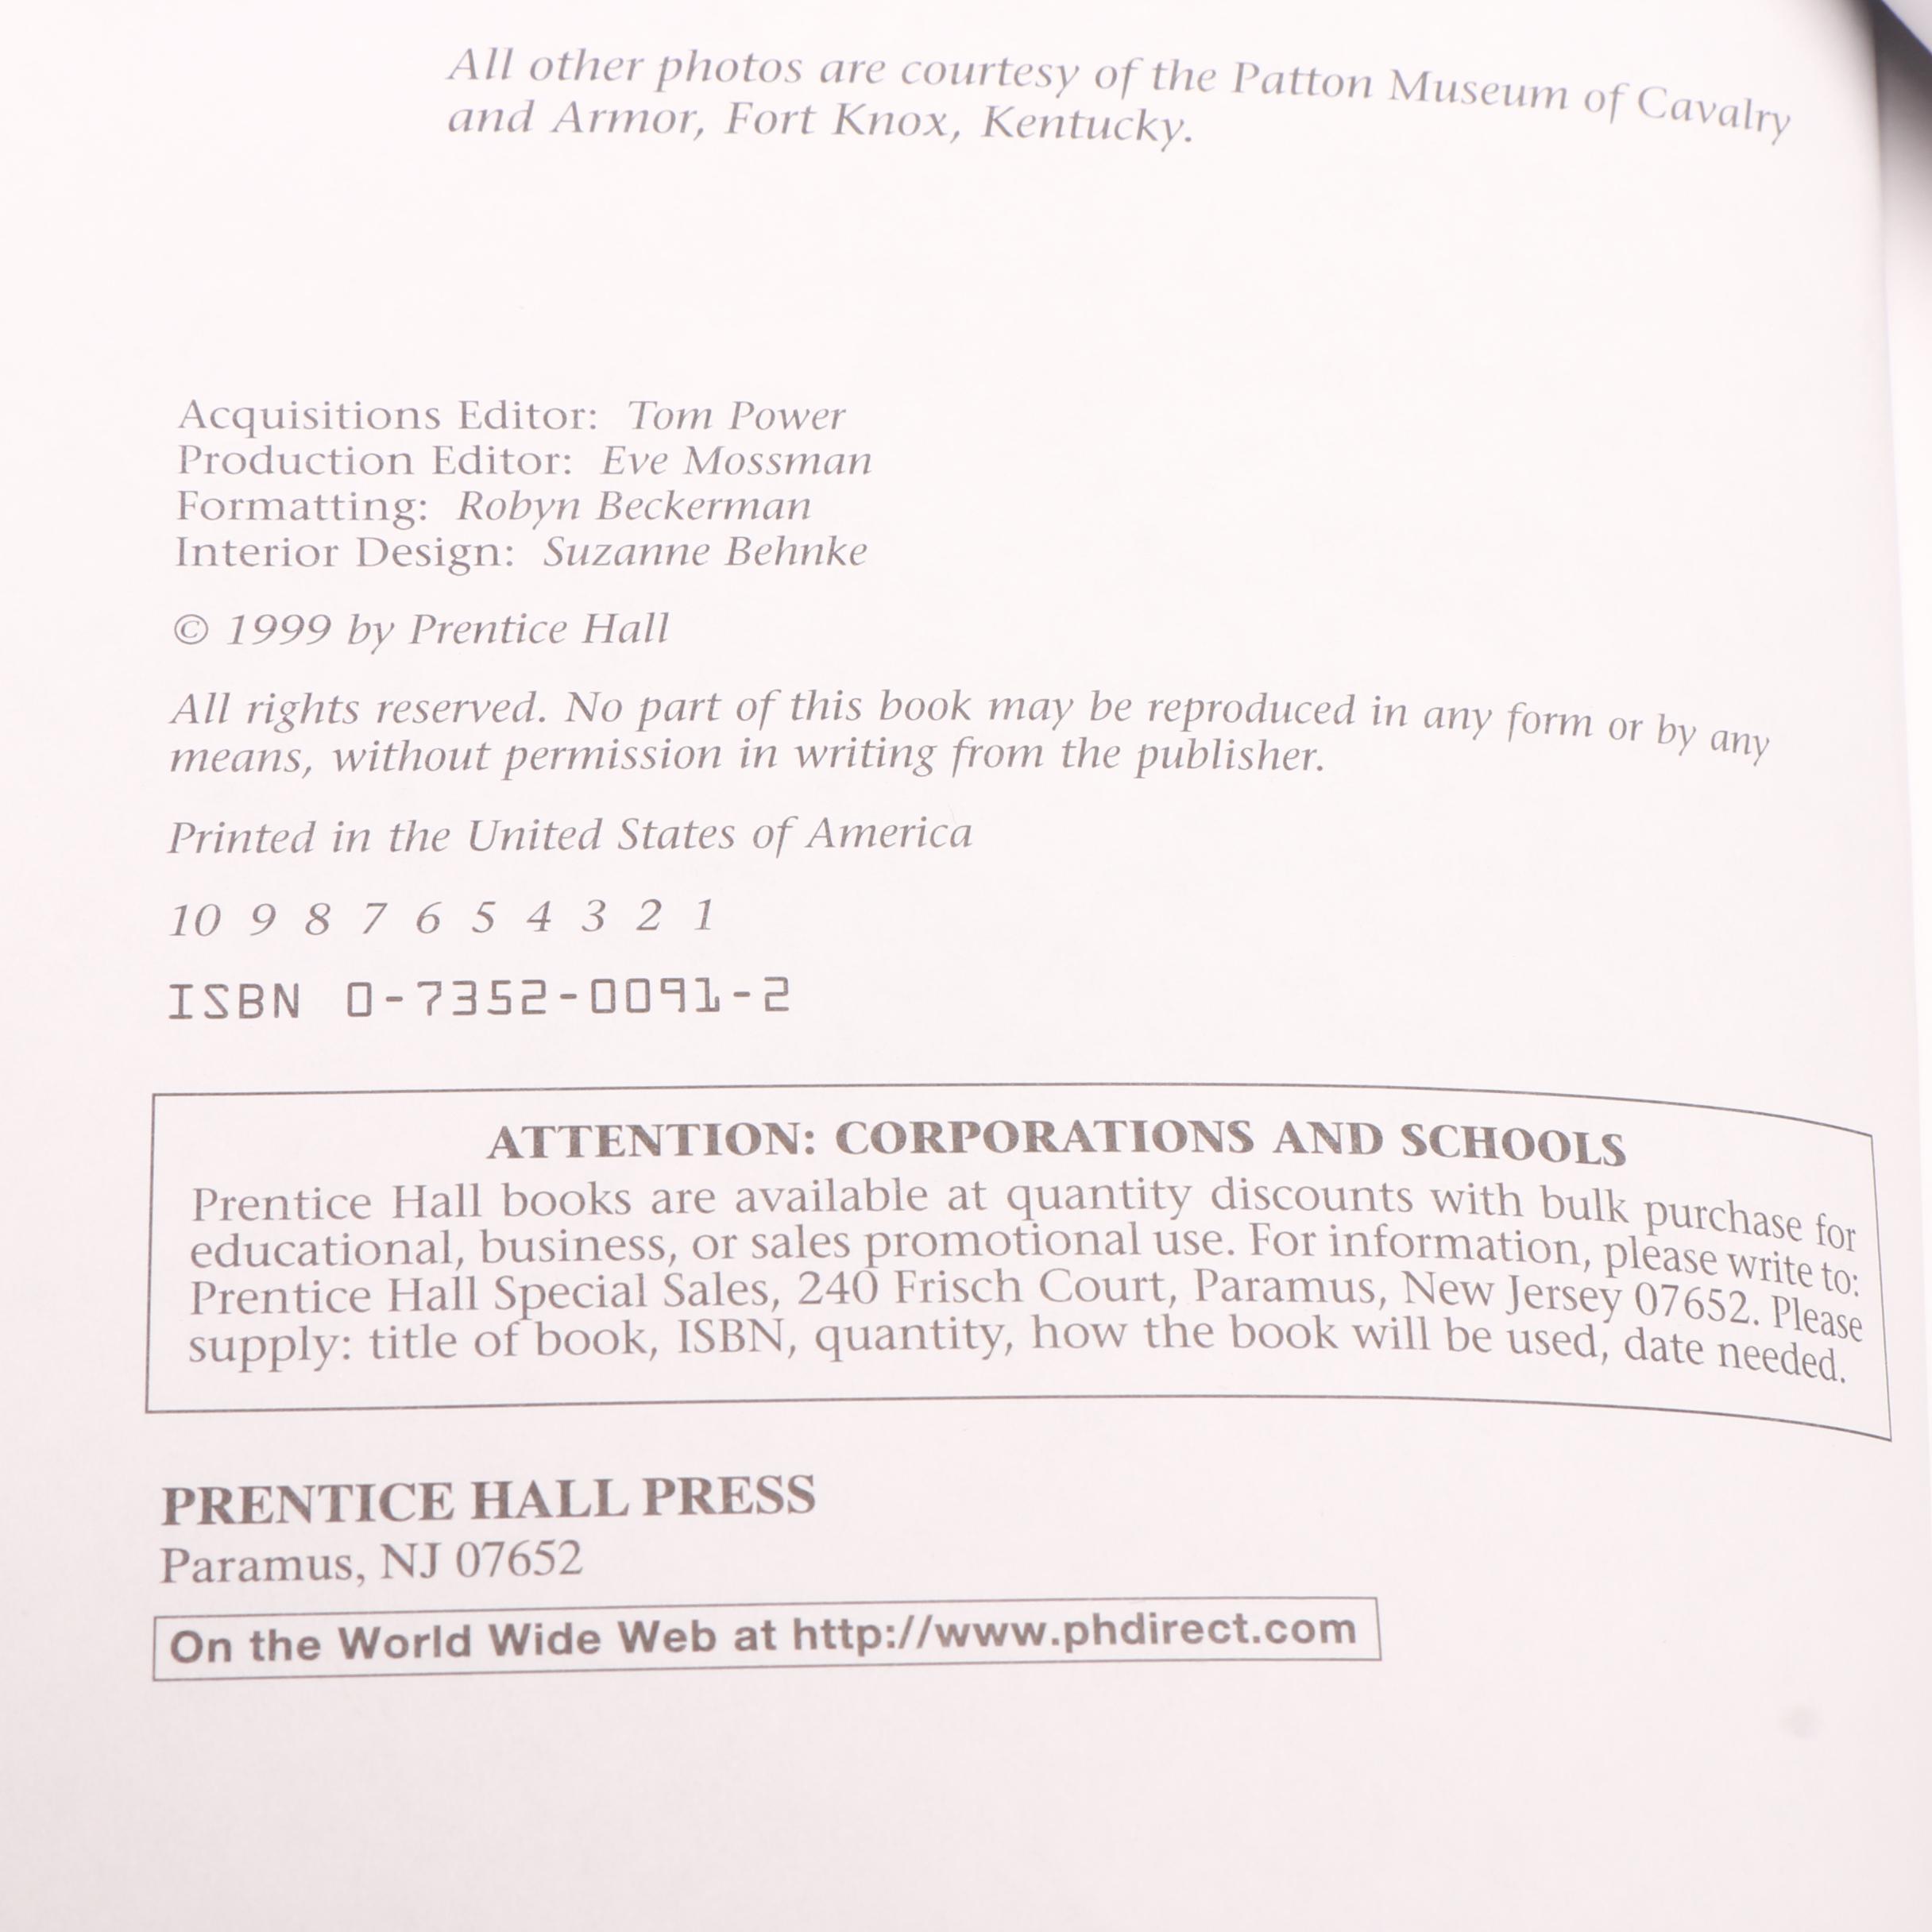 All other photos are courtesy of the Patton Museum of Cavalry
and Armor, Fort Knox, Kentucky.
Acquisitions Editor: Tom Power
Production Editor: Eve Mossman
Formatting: Robyn Beckerman
Interior Design: Suzanne Behnke
© 1999 by Prentice Hall
All rights reserved. No part of this book may be reproduced in any form or by any
means, without permission in writing from the publisher.
Printed in the United States of America
10 9 8 7 6 5 4 3 2 1
ISBN 0-7352-0091-2
ATTENTION: CORPORATIONS AND SCHOOLS
Prentice Hall books are available at quantity discounts with bulk purchase for
educational, business, or sales promotional use. For information, please write to:
Prentice Hall Special Sales, 240 Frisch Court, Paramus, New Jersey 07652. Please
supply: title of book, ISBN, quantity, how the book will be used, date needed.
PRENTICE HALL PRESS
Paramus, NJ 07652
On the World Wide Web at http://www.phdirect.com